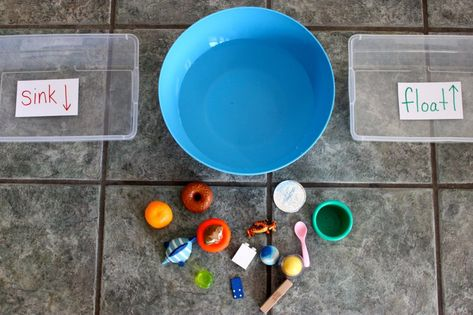 sink ↓
float ↑